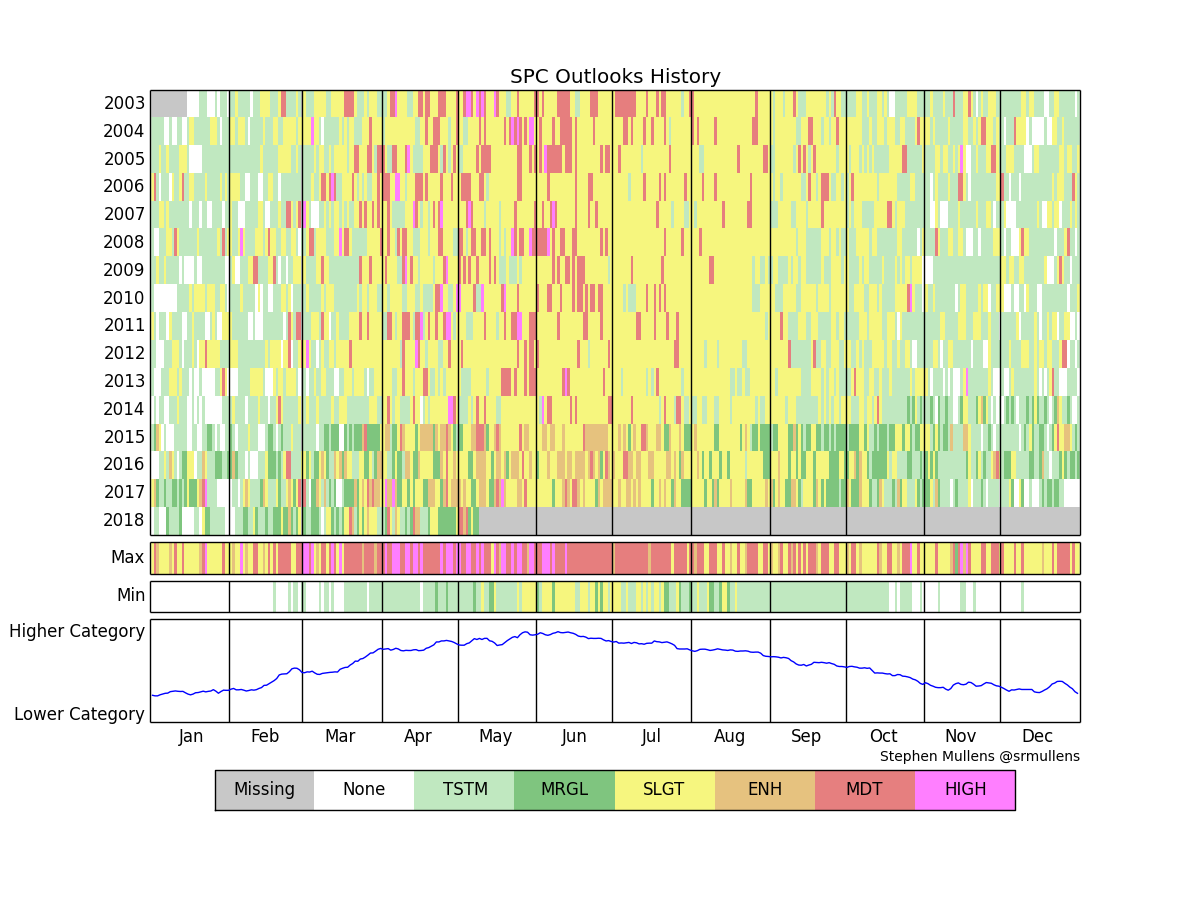 SPC Outlooks History
2003
2004
2005
2006
2007
2008
2009
2010
2011
2012
2013
2014
2015
2016
2017
2018
Max
Min
Higher Category
Lower Category
Jan Feb Mar Apr May Jun Jul Aug Sep Oct Nov Dec
Stephen Mullens @srmullens
Missing None TSTM MRGL SLGT ENH MDT HIGH